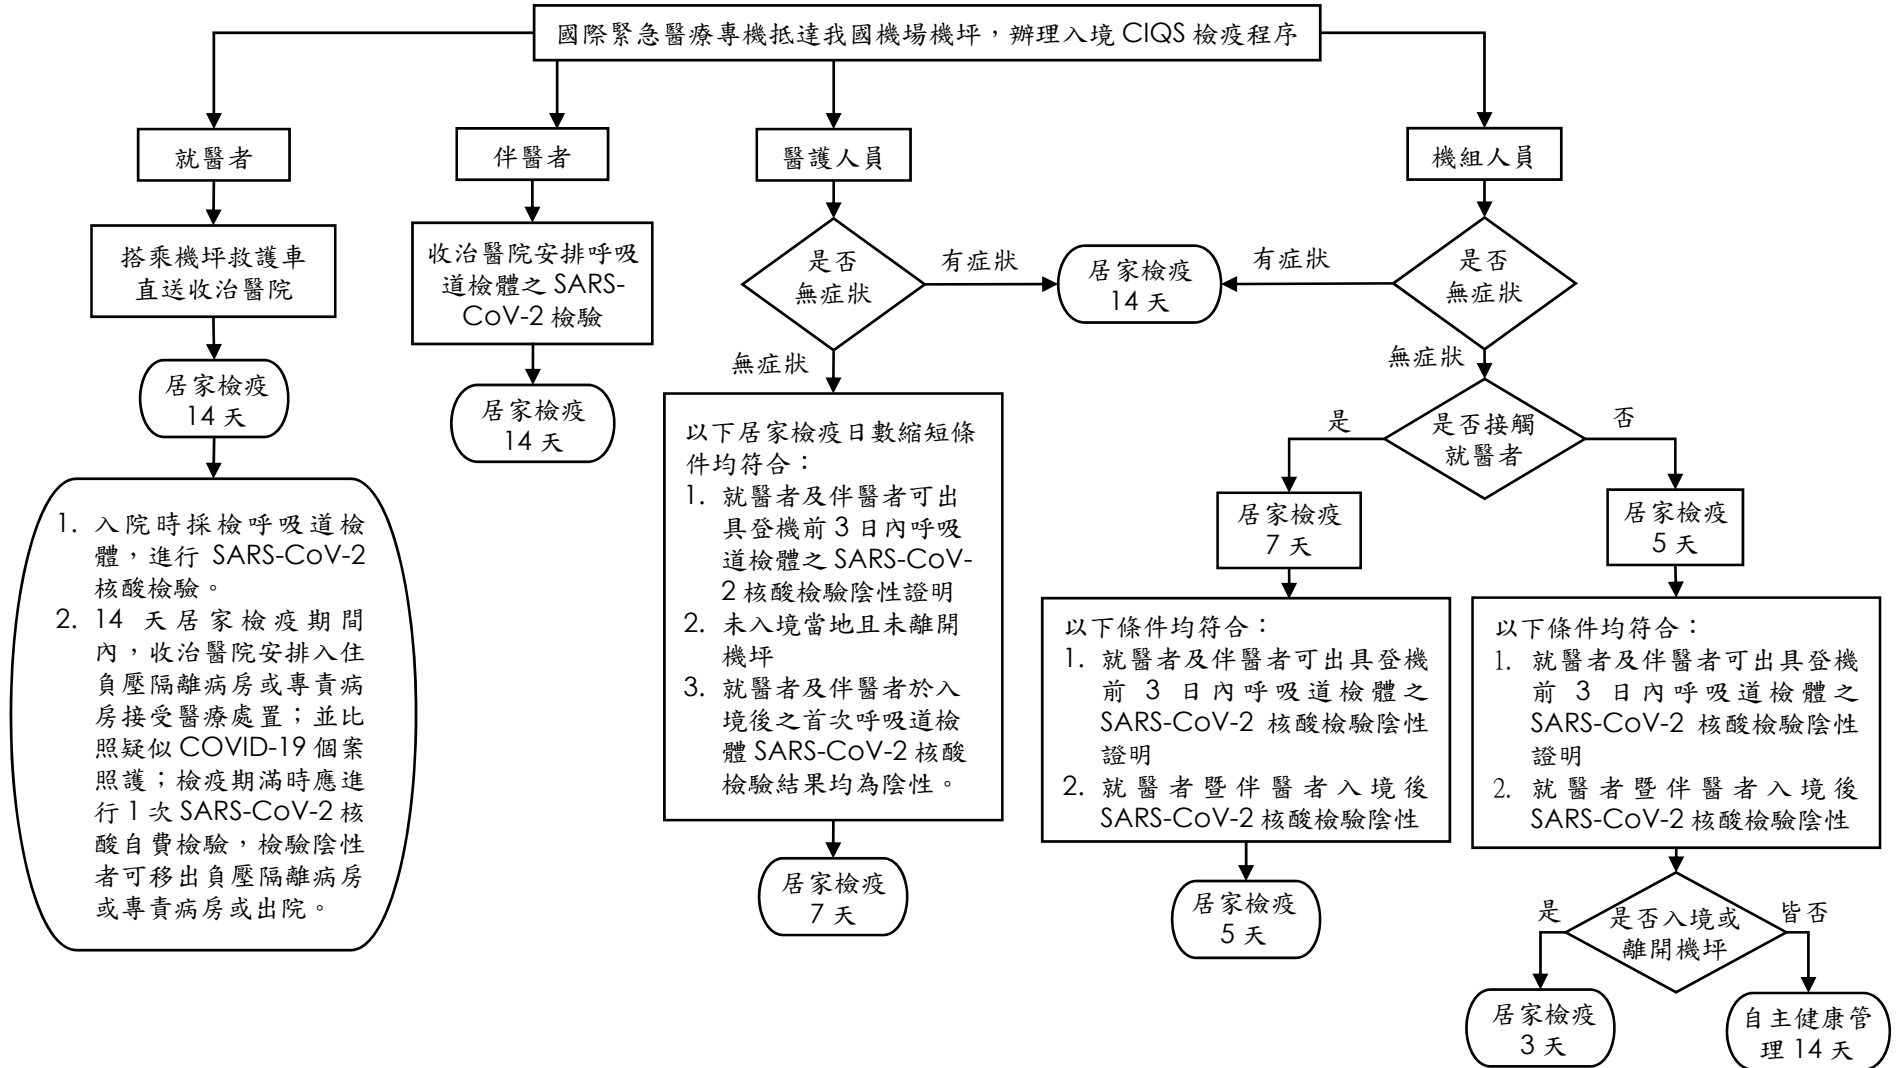 國際緊急醫療專機抵達我國機場機坪，辦理入境 CIQS 檢疫程序
就醫者
伴醫者
醫護人員
機組人員
搭乘機坪救護車
直送收治醫院
收治醫院安排呼吸
道檢體之 SARS-
CoV-2 檢驗
是否
無症狀
有症狀
居家檢疫
14 天
有症狀
是否
無症狀
無症狀
無症狀
居家檢疫
14 天
居家檢疫
14 天
1. 入院時採檢呼吸道檢
體，進行 SARS-CoV-2
核酸檢驗。
2. 14 天居家檢疫期間
內，收治醫院安排入住
負壓隔離病房或專責病
房接受醫療處置；並比
照疑似 COVID-19 個案
照護；檢疫期滿時應進
行 1 次 SARS-CoV-2 核
酸自費檢驗，檢驗陰性
者可移出負壓隔離病房
或專責病房或出院。
以下居家檢疫日數縮短條
件均符合：
1. 就醫者及伴醫者可出
具登機前 3 日內呼吸
道檢體之 SARS-CoV-
2 核酸檢驗陰性證明
2. 未入境當地且未離開
機坪
3. 就醫者及伴醫者於入
境後之首次呼吸道檢
體 SARS-CoV-2 核酸
檢驗結果均為陰性。
居家檢疫
7 天
是
是否接觸
就醫者
否
居家檢疫
7 天
居家檢疫
5 天
以下條件均符合：
1. 就醫者及伴醫者可出具登機
前 3 日內呼吸道檢體之
SARS-CoV-2 核酸檢驗陰性
證明
2. 就醫者暨伴醫者入境後
SARS-CoV-2 核酸檢驗陰性
居家檢疫
5 天
以下條件均符合：
1. 就醫者及伴醫者可出具登機
前 3 日內呼吸道檢體之
SARS-CoV-2 核酸檢驗陰性
證明
2. 就醫者暨伴醫者入境後
SARS-CoV-2 核酸檢驗陰性
是
是否入境或
離開機坪
皆否
居家檢疫
3 天
自主健康管
理 14 天